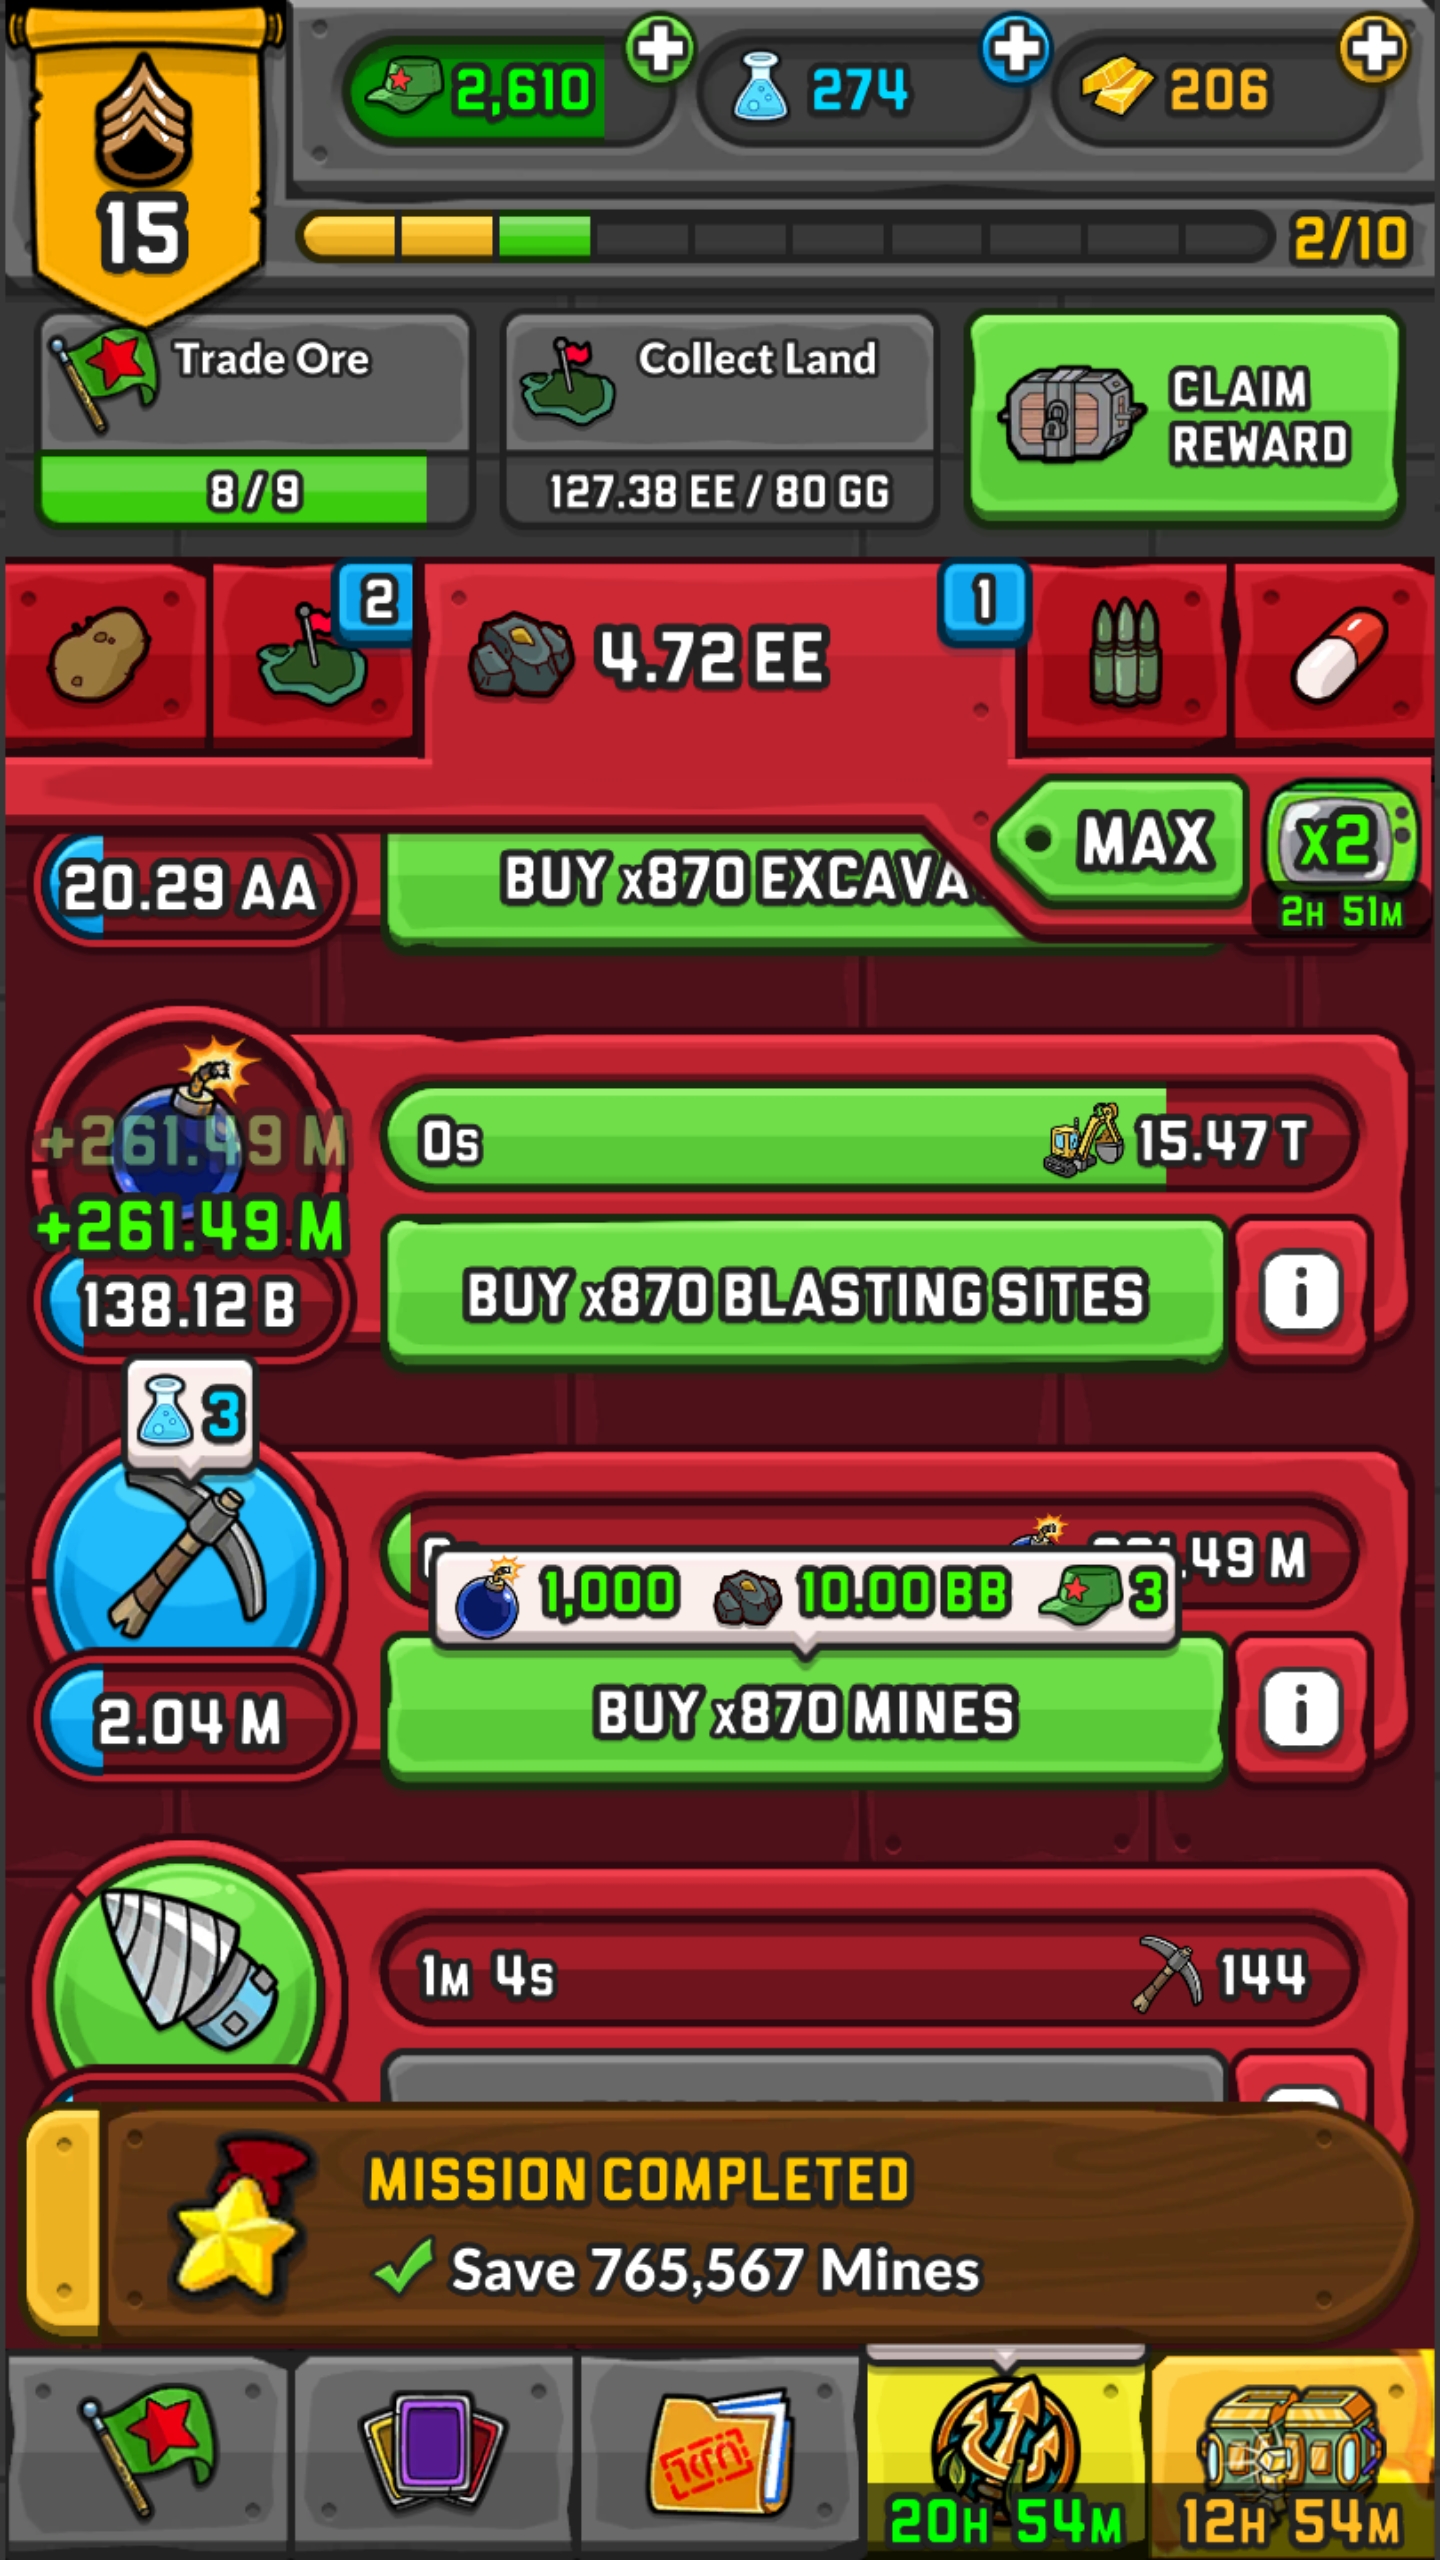 2,610
274
206
15
2/10
Trade Ore
8/9
Collect Land
127.38 EE / 80 GG
CLAIM
REWARD
2
4.72 EE
1
MAX
x2
2H 51M
20.29 AA
BUY x870 EXCAVA
+261.49 M
+261.49 M
138.12 B
0s
15.47 T
BUY x870 BLASTING SITES
i
3
.49 M
1,000
10.00 BB
3
2.04 M
BUY x870 MINES
i
1M 4s
144
MISSION COMPLETED
Save 765,567 Mines
20H 54M
12H 54M